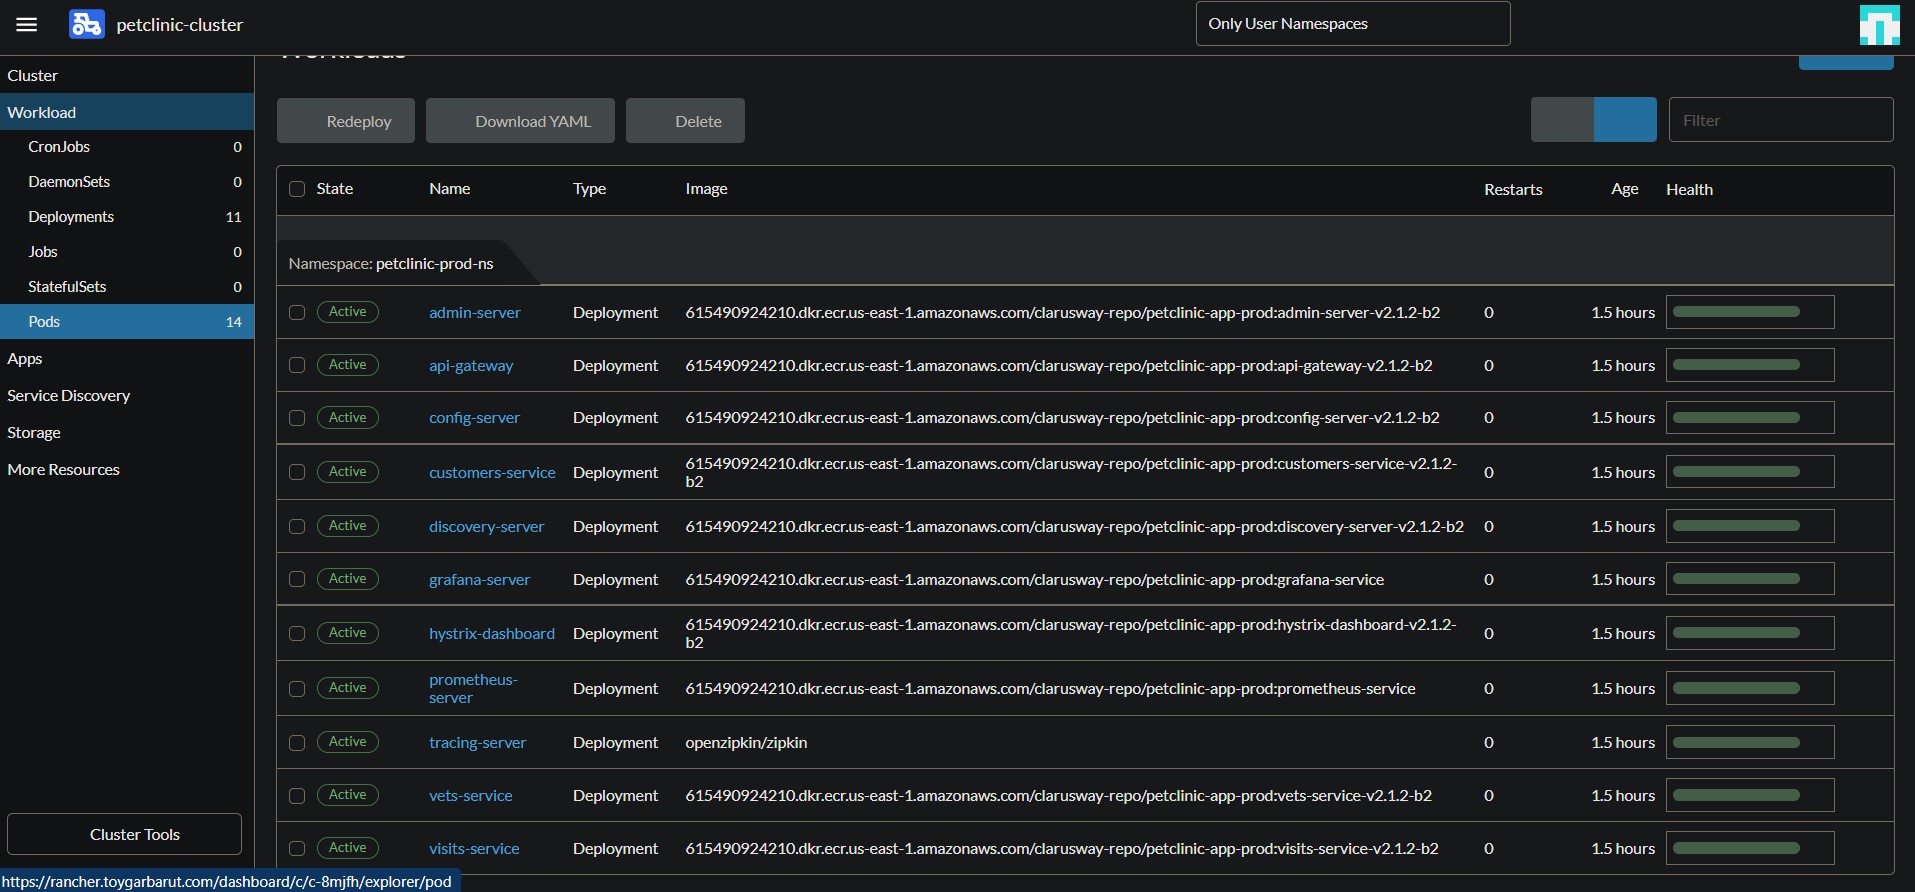 petclinic-cluster
Only User Namespaces
Cluster
Workload
CronJobs 0
DaemonSets 0
Deployments 11
Jobs 0
StatefulSets 0
Pods 14
Apps
Service Discovery
Storage
More Resources
Cluster Tools
https://rancher.toygarbarut.com/dashboard/c/c-8mjfh/explorer/pod
Workloads
Redeploy Download YAML Delete Filter
State Name Type Image Restarts Age Health
Namespace: petclinic-prod-ns
Active admin-server Deployment 615490924210.dkr.ecr.us-east-1.amazonaws.com/clarusway-repo/petclinic-app-prod:admin-server-v2.1.2-b2 0 1.5 hours
Active api-gateway Deployment 615490924210.dkr.ecr.us-east-1.amazonaws.com/clarusway-repo/petclinic-app-prod:api-gateway-v2.1.2-b2 0 1.5 hours
Active config-server Deployment 615490924210.dkr.ecr.us-east-1.amazonaws.com/clarusway-repo/petclinic-app-prod:config-server-v2.1.2-b2 0 1.5 hours
Active customers-service Deployment 615490924210.dkr.ecr.us-east-1.amazonaws.com/clarusway-repo/petclinic-app-prod:customers-service-v2.1.2-
b2 0 1.5 hours
Active discovery-server Deployment 615490924210.dkr.ecr.us-east-1.amazonaws.com/clarusway-repo/petclinic-app-prod:discovery-server-v2.1.2-b2 0 1.5 hours
Active grafana-server Deployment 615490924210.dkr.ecr.us-east-1.amazonaws.com/clarusway-repo/petclinic-app-prod:grafana-service 0 1.5 hours
Active hystrix-dashboard Deployment 615490924210.dkr.ecr.us-east-1.amazonaws.com/clarusway-repo/petclinic-app-prod:hystrix-dashboard-v2.1.2-
b2 0 1.5 hours
Active prometheus-
server Deployment 615490924210.dkr.ecr.us-east-1.amazonaws.com/clarusway-repo/petclinic-app-prod:prometheus-service 0 1.5 hours
Active tracing-server Deployment openzipkin/zipkin 0 1.5 hours
Active vets-service Deployment 615490924210.dkr.ecr.us-east-1.amazonaws.com/clarusway-repo/petclinic-app-prod:vets-service-v2.1.2-b2 0 1.5 hours
Active visits-service Deployment 615490924210.dkr.ecr.us-east-1.amazonaws.com/clarusway-repo/petclinic-app-prod:visits-service-v2.1.2-b2 0 1.5 hours